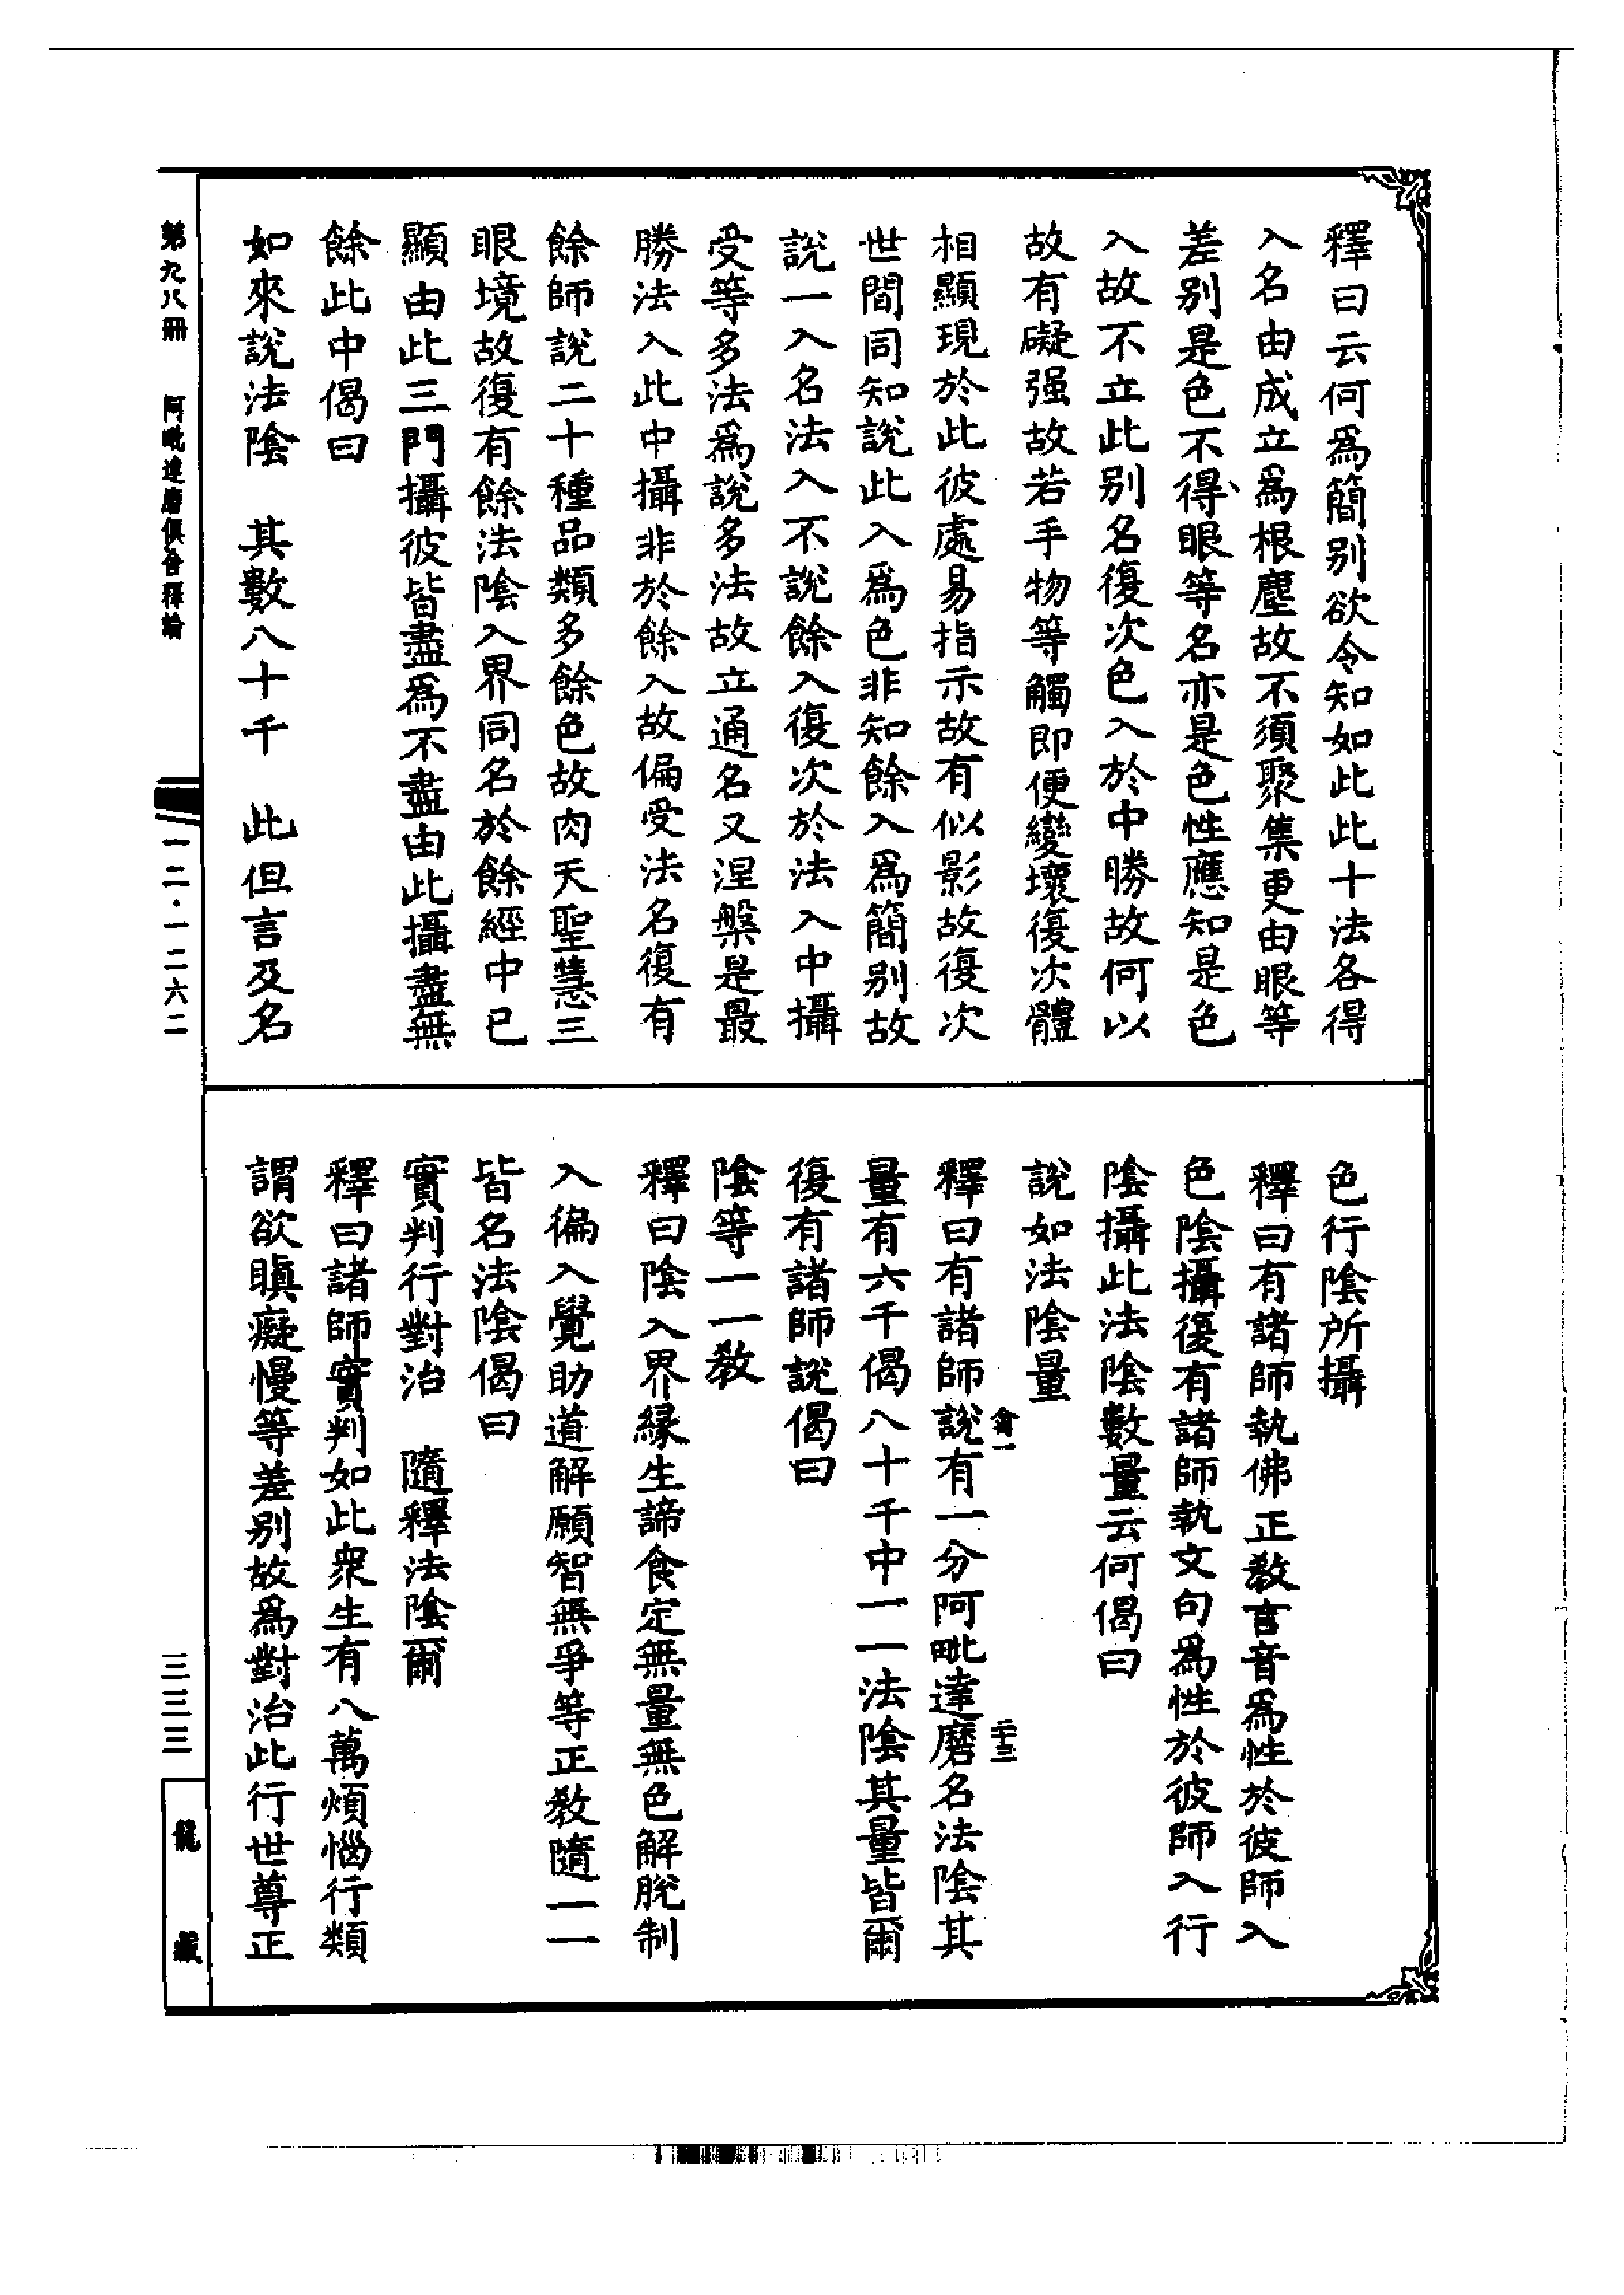 釋曰云何爲簡别欲令知如此此十法各得
入名由成立爲根塵故不須聚集更由眼等
差别是色不得眼等名亦是色性應知是色
入故不立此别名復次色入於中勝故何以
故有礙强故若手物等觸即便變壞復次體
相顯現於此彼處易指示故有似影故復次
世間同知説此入爲色非知餘入爲簡别故
説一入名法入不説餘入復次於法入中攝
受等多法爲説多法故立通名又涅槃是最
勝法入此中攝非於餘入故偏受法名復有
餘師説二十種品類多餘色故肉天聖慧三
眼境故復有餘法陰入界同名於餘經中已
顯由此三門攝彼皆盡爲不盡由此攝盡無
餘此中偈曰
如來説法陰　其數八十千　此但言及名
色行陰所攝
釋曰有諸師執佛正教言音爲性於彼師入
色陰攝復有諸師執文句爲性於彼師入行
陰攝此法陰數量云何偈曰
説如法陰量
釋曰有諸師説有一分阿毗達磨名法陰其
禽一
二十三
量有六千偈八十千中一一法陰其量皆爾
復有諸師説偈曰
陰等一一教
釋曰陰入界緣生諦食定無量無色解脱制
入徧入覺助道解願智無爭等正教隨一一
皆名法陰偈曰
實判行對治　隨釋法陰爾
釋曰諸師實判如此衆生有八萬煩惱行類
謂欲瞋癡慢等差别故爲對治此行世尊正
第九八冊　阿毗達磨俱舍釋論
一二·一二六二
三三三
龍藏